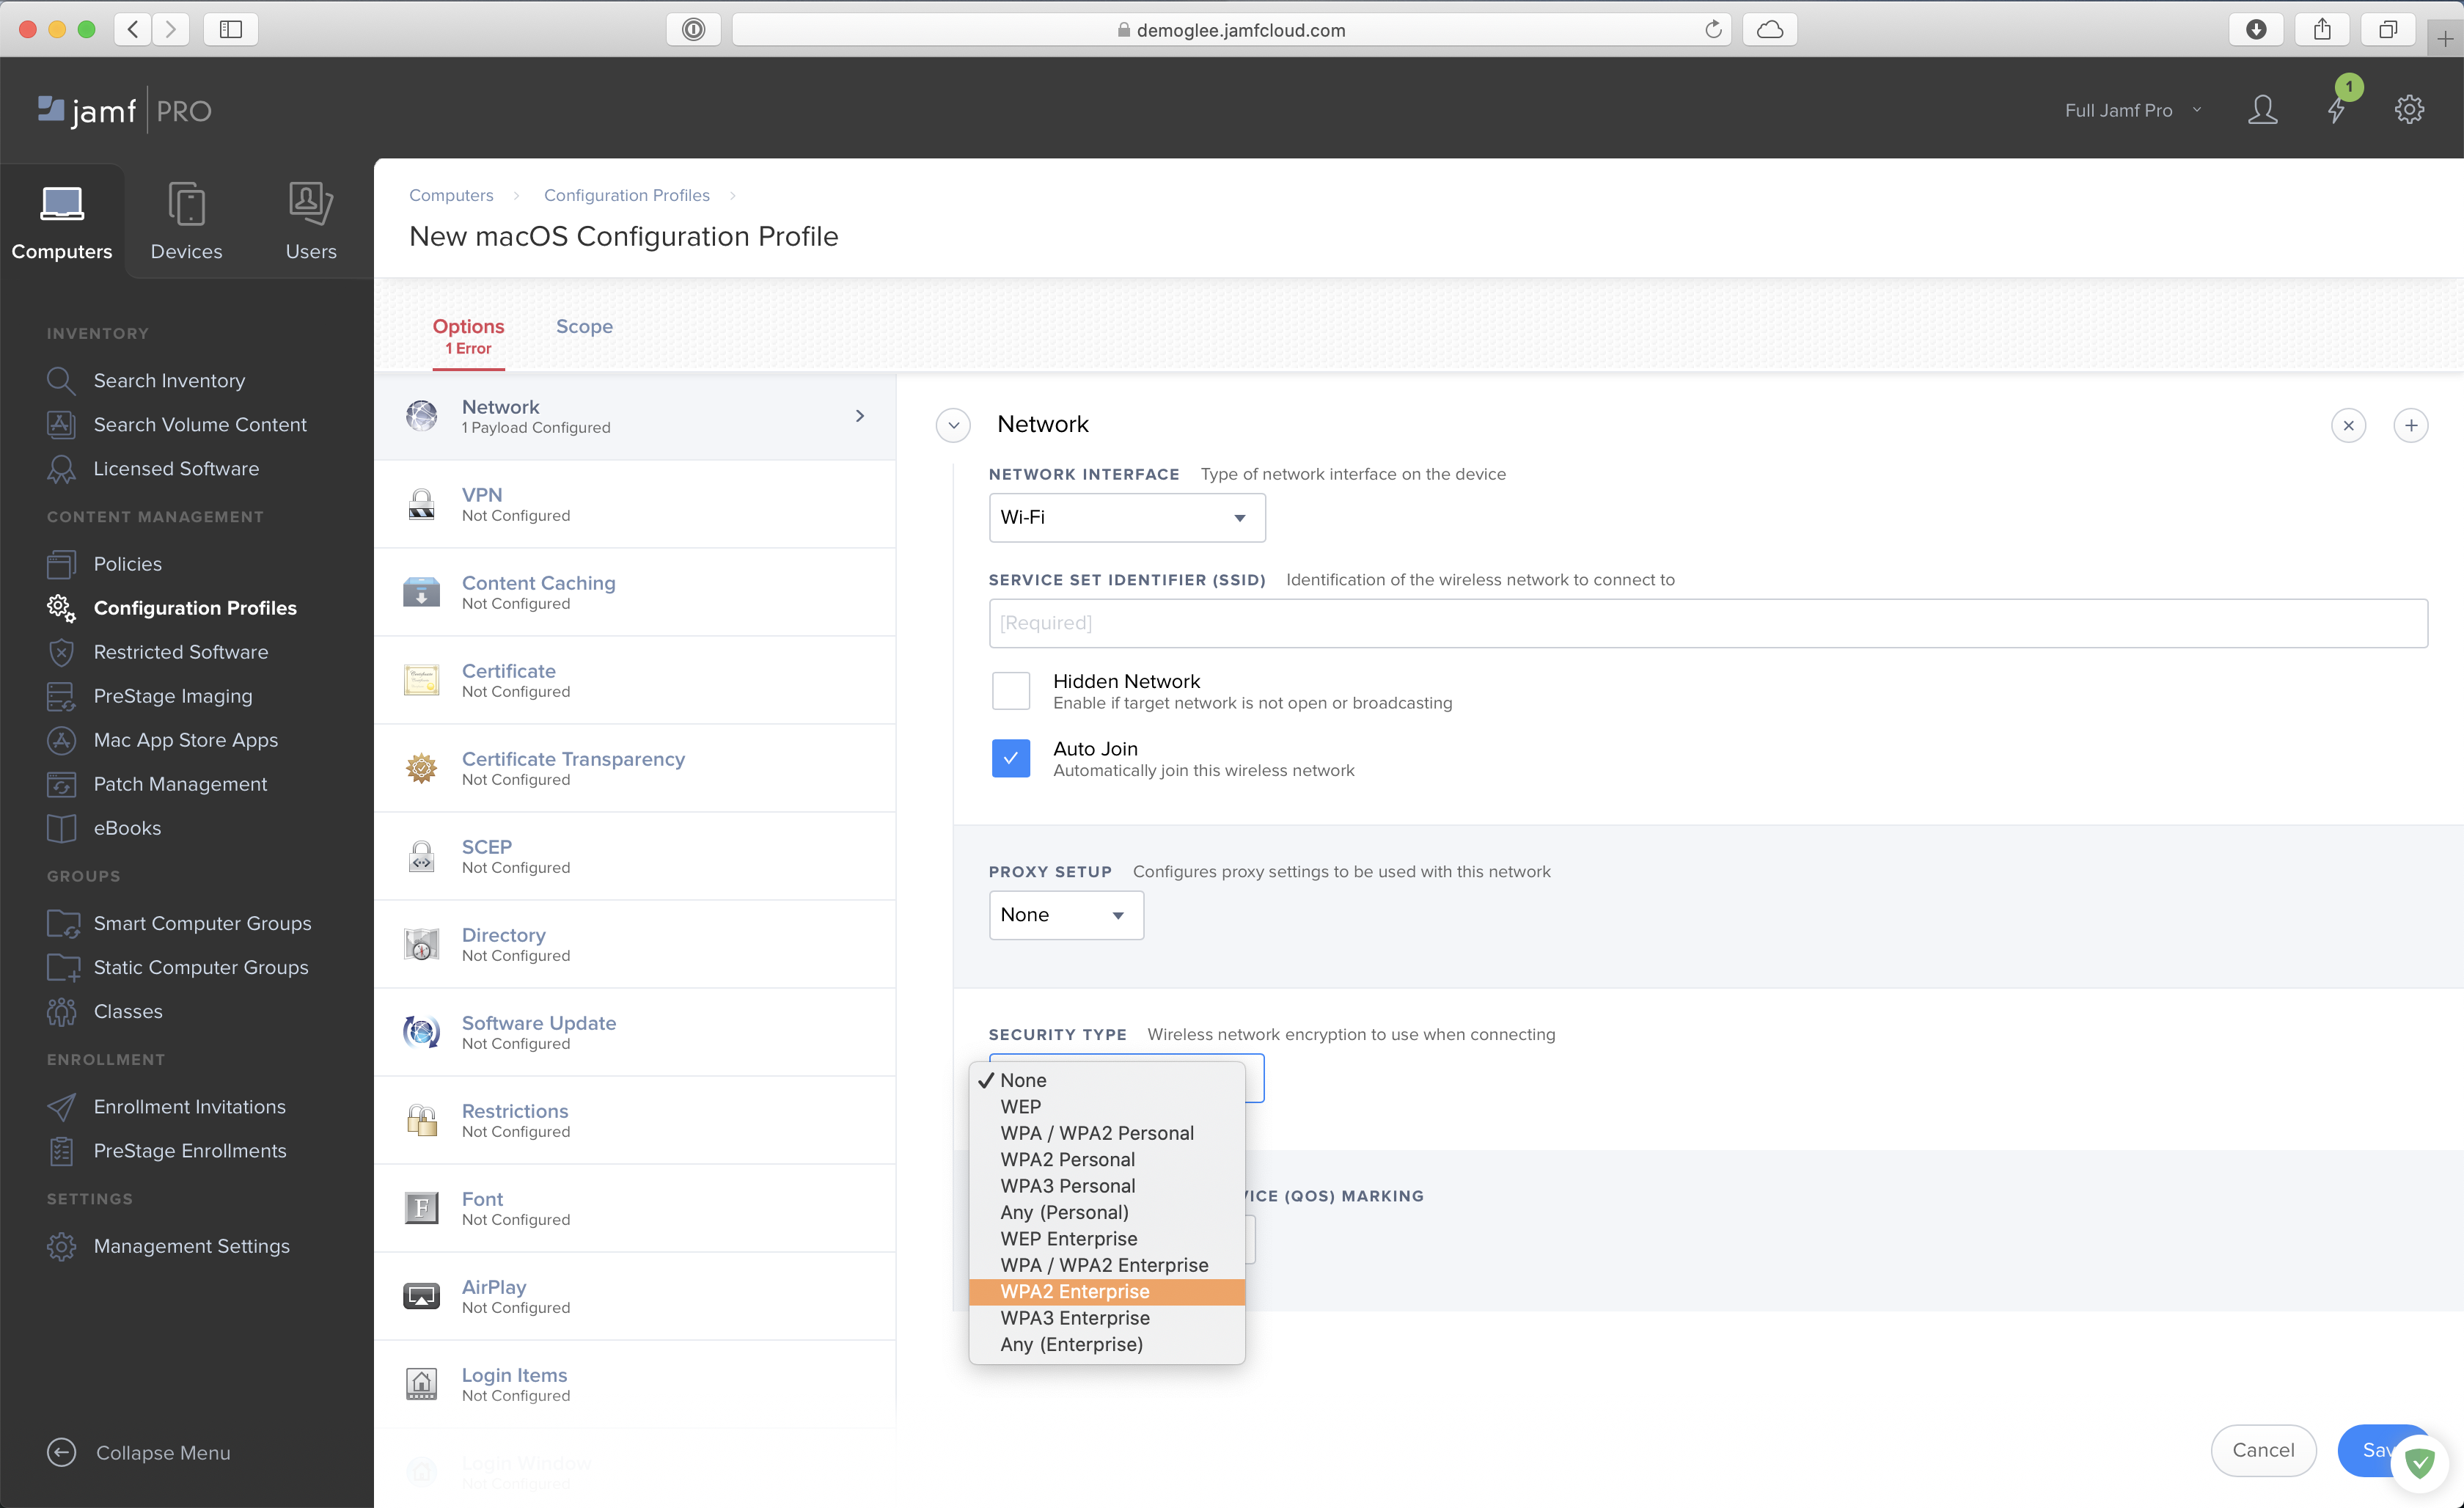 demoglee.jamfcloud.com
jamf PRO
Full Jamf Pro
1
Computers
Devices
Users
INVENTORY
Search Inventory
Search Volume Content
Licensed Software
CONTENT MANAGEMENT
Policies
Configuration Profiles
Restricted Software
PreStage Imaging
Mac App Store Apps
Patch Management
eBooks
GROUPS
Smart Computer Groups
Static Computer Groups
Classes
ENROLLMENT
Enrollment Invitations
PreStage Enrollments
SETTINGS
Management Settings
Collapse Menu
Computers > Configuration Profiles >
New macOS Configuration Profile
Options
1 Error
Scope
Network
1 Payload Configured
VPN
Not Configured
Content Caching
Not Configured
Certificate
Not Configured
Certificate Transparency
Not Configured
SCEP
Not Configured
Directory
Not Configured
Software Update
Not Configured
Restrictions
Not Configured
Font
Not Configured
AirPlay
Not Configured
Login Items
Not Configured
Login Window
Not Configured
Network
NETWORK INTERFACE Type of network interface on the device
Wi-Fi
SERVICE SET IDENTIFIER (SSID) Identification of the wireless network to connect to
[Required]
Hidden Network
Enable if target network is not open or broadcasting
Auto Join
Automatically join this wireless network
PROXY SETUP Configures proxy settings to be used with this network
None
SECURITY TYPE Wireless network encryption to use when connecting
✓ None
WEP
WPA / WPA2 Personal
WPA2 Personal
WPA3 Personal
Any (Personal)
WEP Enterprise
WPA / WPA2 Enterprise
WPA2 Enterprise
WPA3 Enterprise
Any (Enterprise)
VICE (QOS) MARKING
Cancel
Sav